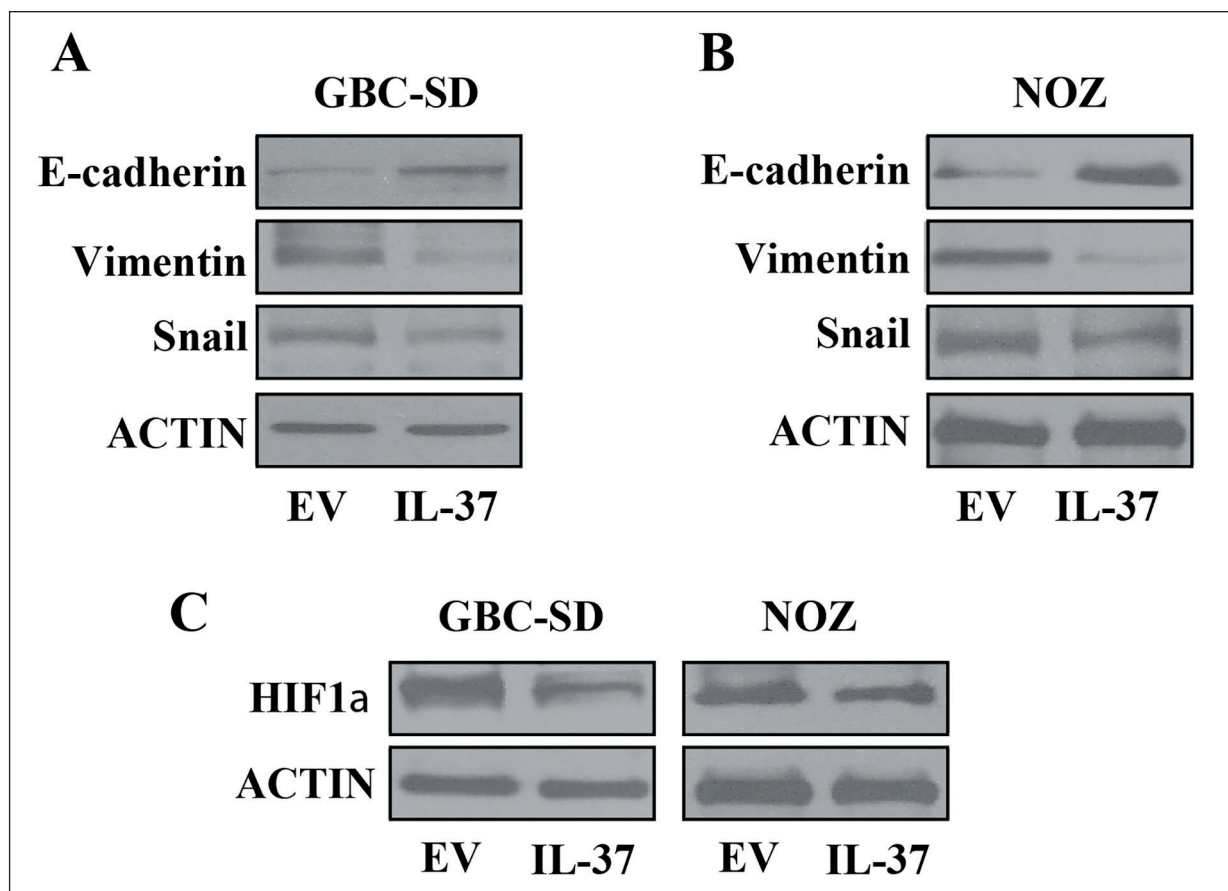 A
GBC-SD
E-cadherin
Vimentin
Snail
ACTIN
EV IL-37
B
NOZ
E-cadherin
Vimentin
Snail
ACTIN
EV IL-37
C
GBC-SD NOZ
HIF1a
ACTIN
EV IL-37 EV IL-37